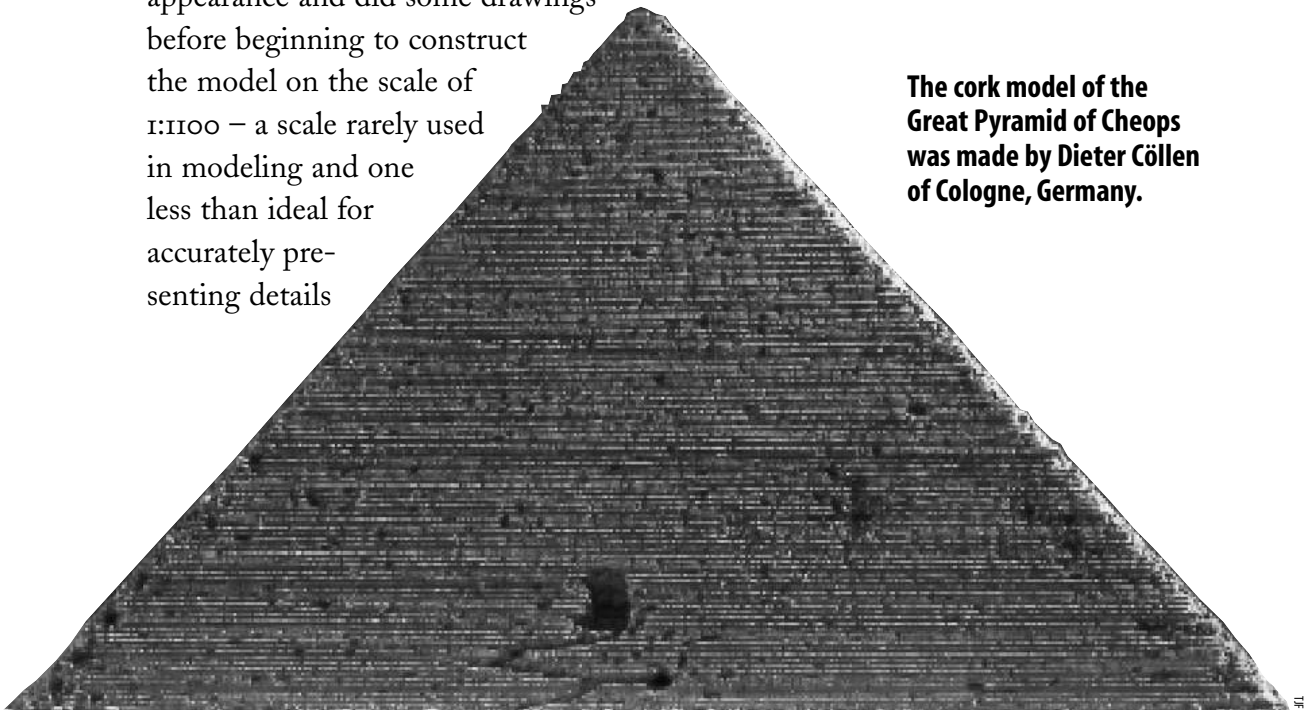 appearance and did some drawings
before beginning to construct
the model on the scale of
1:1100 – a scale rarely used
in modeling and one
less than ideal for
accurately pre-
senting details
The cork model of the
Great Pyramid of Cheops
was made by Dieter Cöllen
of Cologne, Germany.
TJF